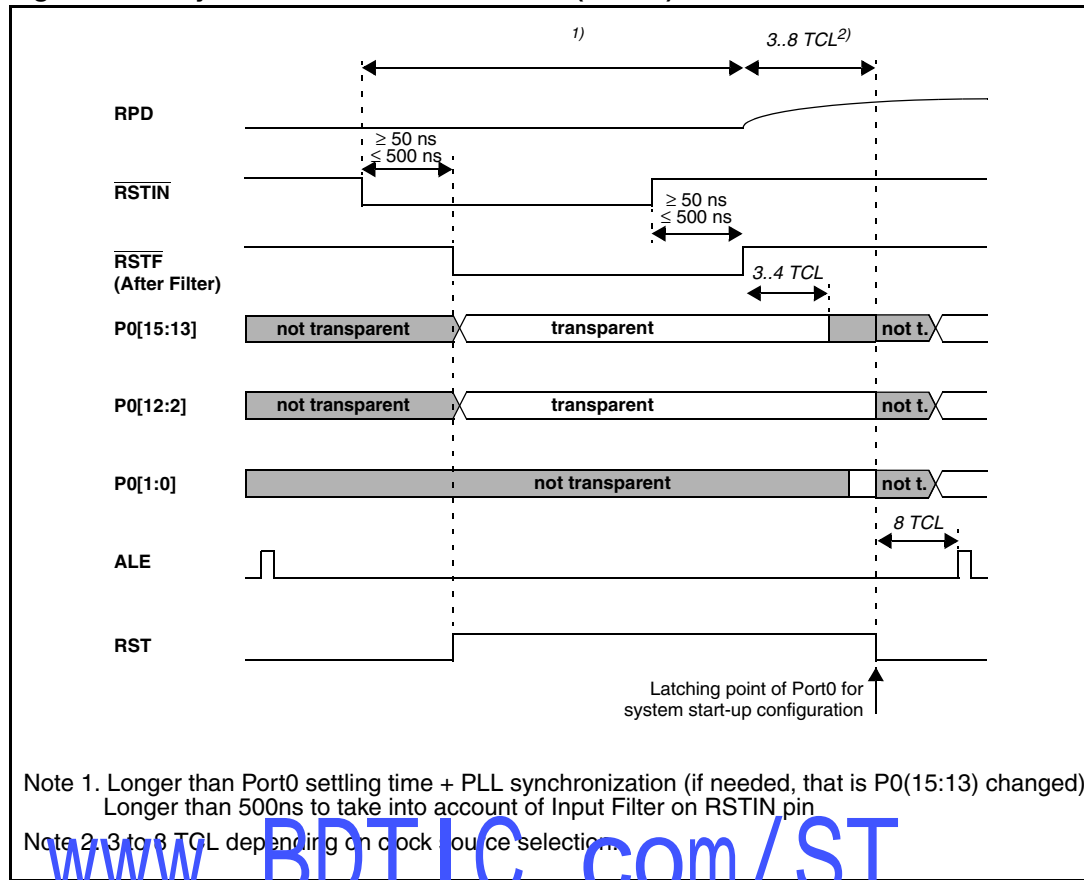 1)
3..8 TCL2)
RPD
≥ 50 ns
≤ 500 ns
RSTIN
≥ 50 ns
≤ 500 ns
RSTF
(After Filter)
3..4 TCL
P0[15:13]
not transparent
transparent
not t.
P0[12:2]
not transparent
transparent
not t.
P0[1:0]
not transparent
not t.
8 TCL
ALE
RST
Latching point of Port0 for
system start-up configuration
Note 1. Longer than Port0 settling time + PLL synchronization (if needed, that is P0(15:13) changed)
Longer than 500ns to take into account of Input Filter on RSTIN pin
Note 2. 3 to 8 TCL depending on clock source selection.
www BDTIC com/ST